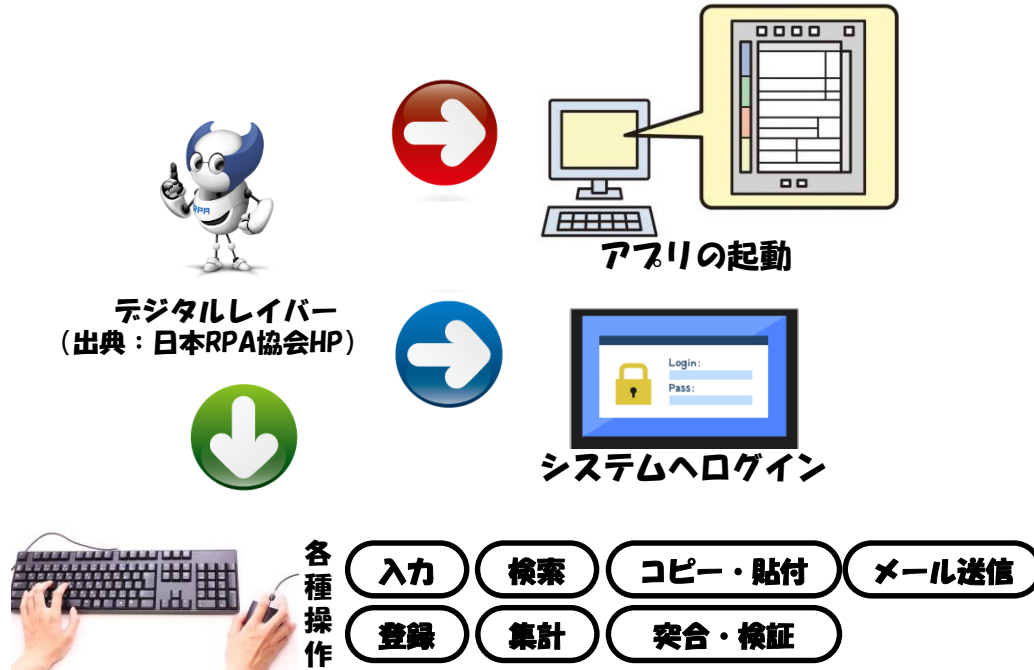 アプリの起動
RPA
デジタルレイバー
(出典：日本RPA協会HP)
Login:
Pass:
システムへログイン
各種操作
入力
検索
コピー・貼付
メール送信
登録
集計
突合・検証